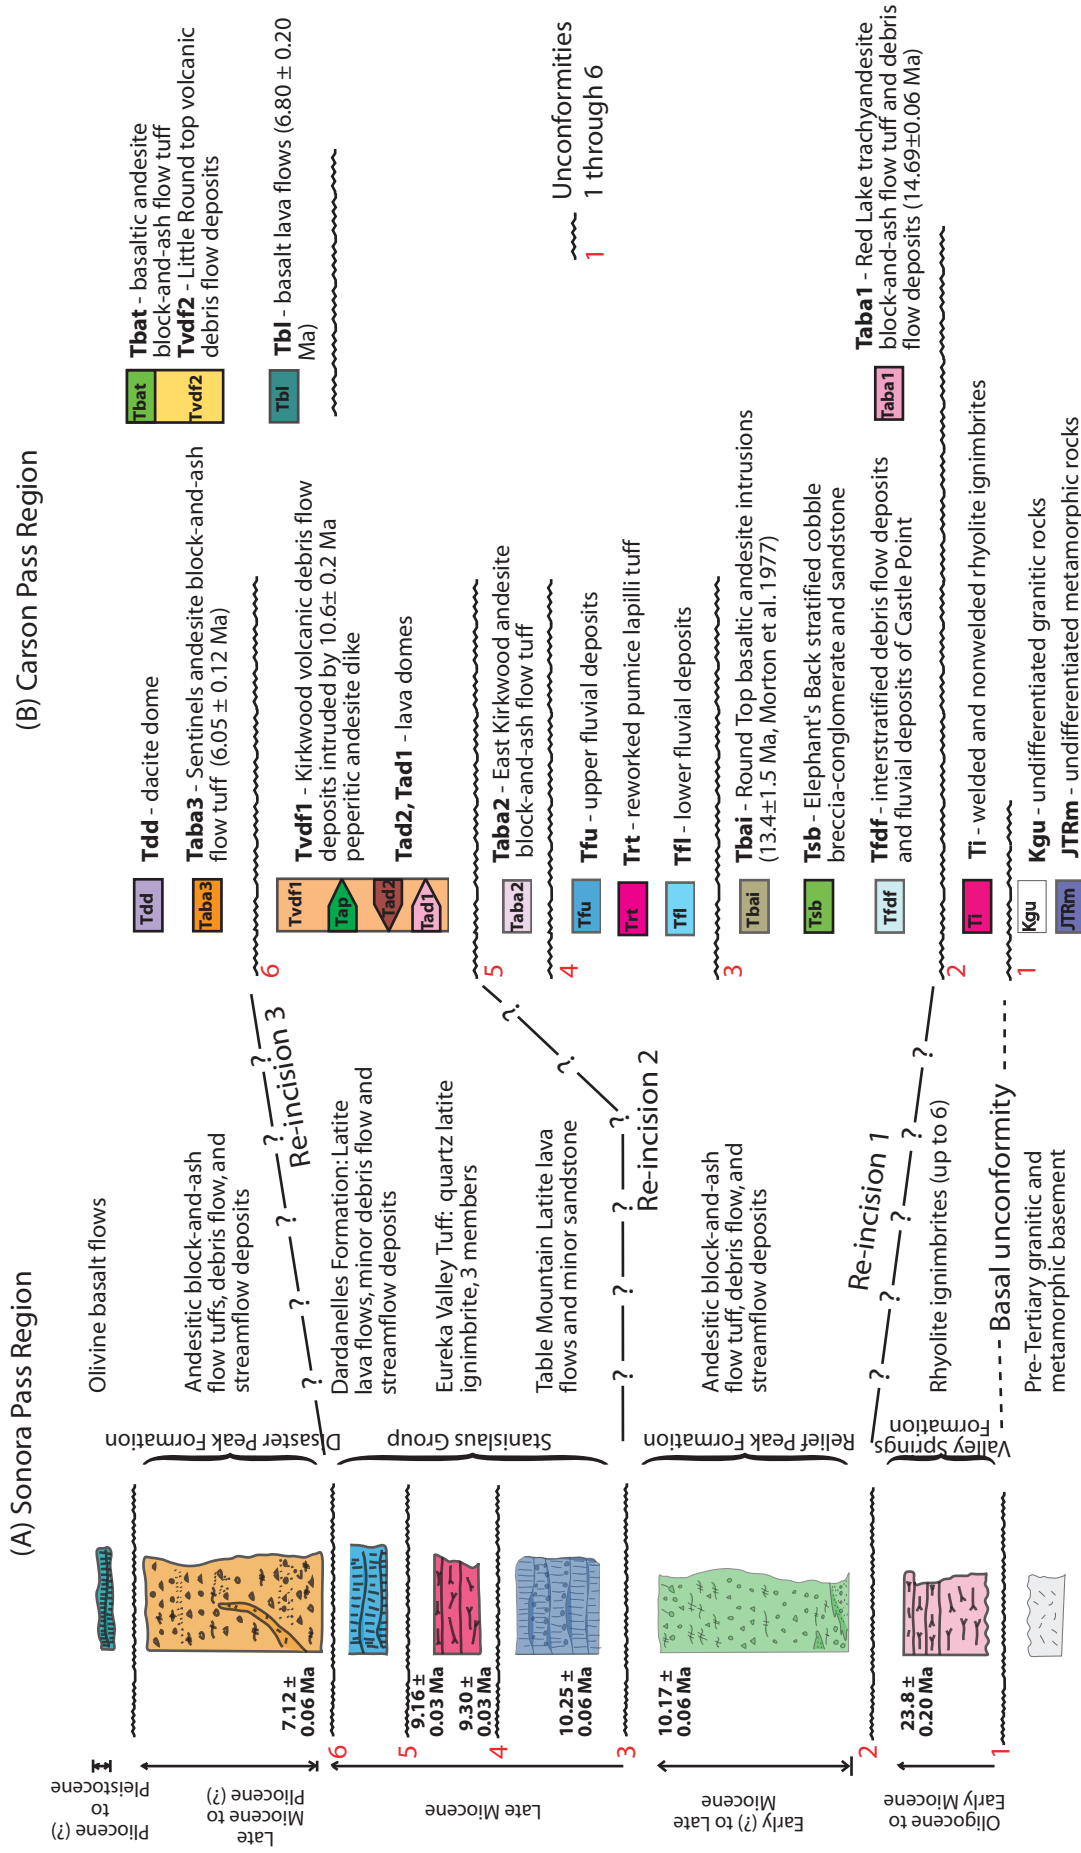 (A) Sonora Pass Region
Pliocene (?)
to
Pleistocene
Late
Miocene to
Pliocene (?)
Late Miocene
Early (?) to Late
Miocene
Oligocene to
Early Miocene
7.12 ±
0.06 Ma
9.16 ±
0.03 Ma
9.30 ±
0.03 Ma
10.25 ±
0.06 Ma
10.17 ±
0.06 Ma
23.8 ±
0.20 Ma
6
5
4
3
2
1
Disaster Peak Formation
Stanislaus Group
Relief Peak Formation
Valley Springs
Formation
Olivine basalt flows
Andesitic block-and-ash
flow tuffs, debris flow, and
streamflow deposits
Dardanelles Formation: Latite
lava flows, minor debris flow and
streamflow deposits
Eureka Valley Tuff: quartz latite
ignimbrite, 3 members
Table Mountain Latite lava
flows and minor sandstone
Andesitic block-and-ash
flow tuff, debris flow, and
streamflow deposits
Rhyolite ignimbrites (up to 6)
Pre-Tertiary granitic and
metamorphic basement
? ? ? ? ?
Re-incision 3
? ? ? ? ? ?
Re-incision 2
? ? ? ? ?
Re-incision 1
Basal unconformity
(B) Carson Pass Region
6
5
4
3
2
1
Tdd
Tdd - dacite dome
Taba3
Taba3 - Sentinels andesite block-and-ash
flow tuff (6.05 ± 0.12 Ma)
Tvdf1
Tap
Tad2
Tad1
Tvdf1 - Kirkwood volcanic debris flow
deposits intruded by 10.6± 0.2 Ma
peperitic andesite dike
Tad2, Tad1 - lava domes
Taba2
Taba2 - East Kirkwood andesite
block-and-ash flow tuff
Tfu
Tfu - upper fluvial deposits
Trt
Trt - reworked pumice lapilli tuff
Tfl
Tfl - lower fluvial deposits
Tbai
Tbai - Round Top basaltic andesite intrusions
(13.4±1.5 Ma, Morton et al. 1977)
Tsb
Tsb - Elephant's Back stratified cobble
breccia-conglomerate and sandstone
Tfdf
Tfdf - interstratified debris flow deposits
and fluvial deposits of Castle Point
Ti
Ti - welded and nonwelded rhyolite ignimbrites
Kgu
Kgu - undifferentiated granitic rocks
JTRm
JTRm - undifferentiated metamorphic rocks
Tbat
Tbat - basaltic andesite
block-and-ash flow tuff
Tvdf2
Tvdf2 - Little Round top volcanic
debris flow deposits
Tbl
Tbl - basalt lava flows (6.80 ± 0.20
Ma)
1
Unconformities
1 through 6
Taba1
Taba1 - Red Lake trachyandesite
block-and-ash flow tuff and debris
flow deposits (14.69±0.06 Ma)